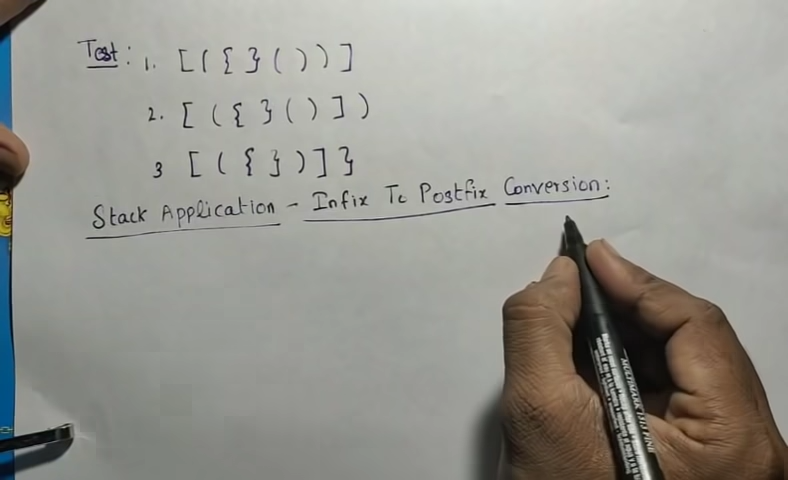 Test: 1. [ ( { } ( ) ) ]
2. [ ( { } ( ) ] )
3 [ ( { } ) ] }
Stack Application - Infix To Postfix Conversion: